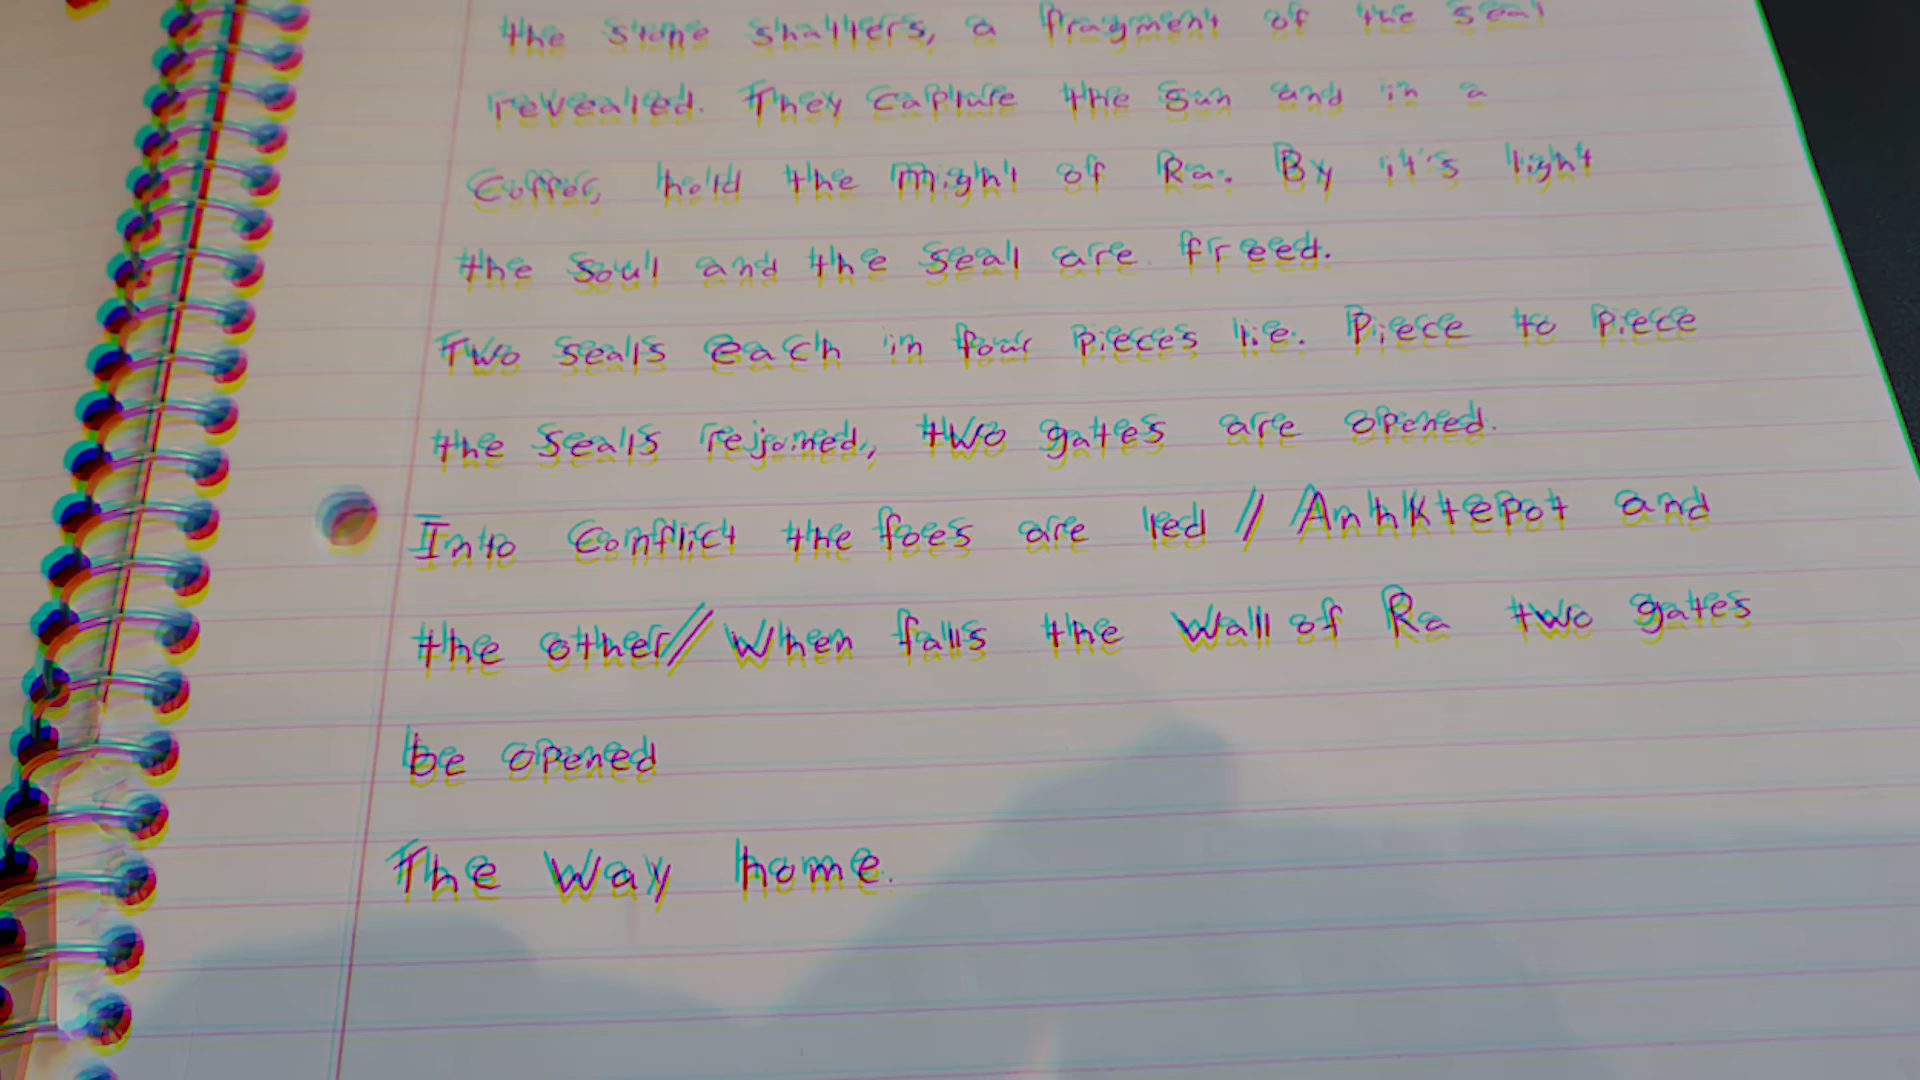 the stone shatters, a fragment of the seal
revealed. They capture the sun and in a
Coffer, hold the might of Ra. By it's light
the soul and the seal are freed.
Two seals each in four pieces lie. Piece to piece
the seals rejoined, two gates are opened.
Into conflict the foes are led // Anhktepot and
the other // When falls the Wall of Ra two gates
be opened
The Way home.